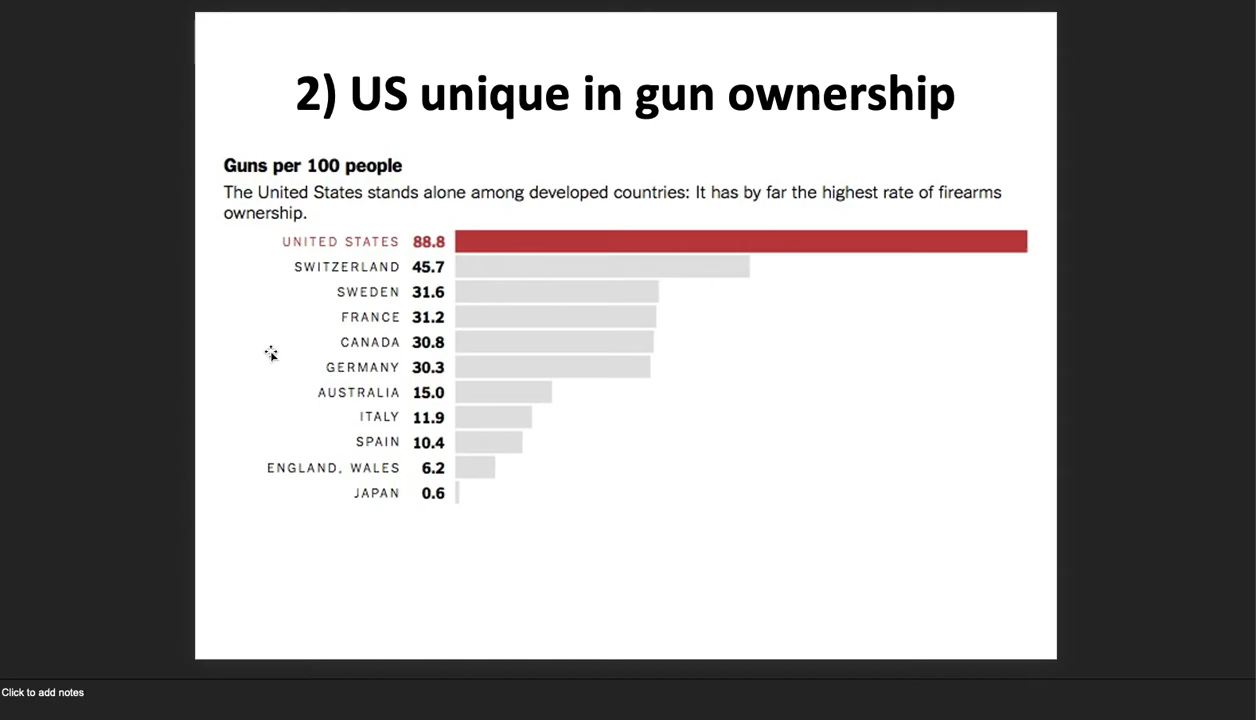 2) US unique in gun ownership
Guns per 100 people
The United States stands alone among developed countries: It has by far the highest rate of firearms
ownership.
UNITED STATES 88.8
SWITZERLAND 45.7
SWEDEN 31.6
FRANCE 31.2
CANADA 30.8
GERMANY 30.3
AUSTRALIA 15.0
ITALY 11.9
SPAIN 10.4
ENGLAND, WALES 6.2
JAPAN 0.6
Click to add notes